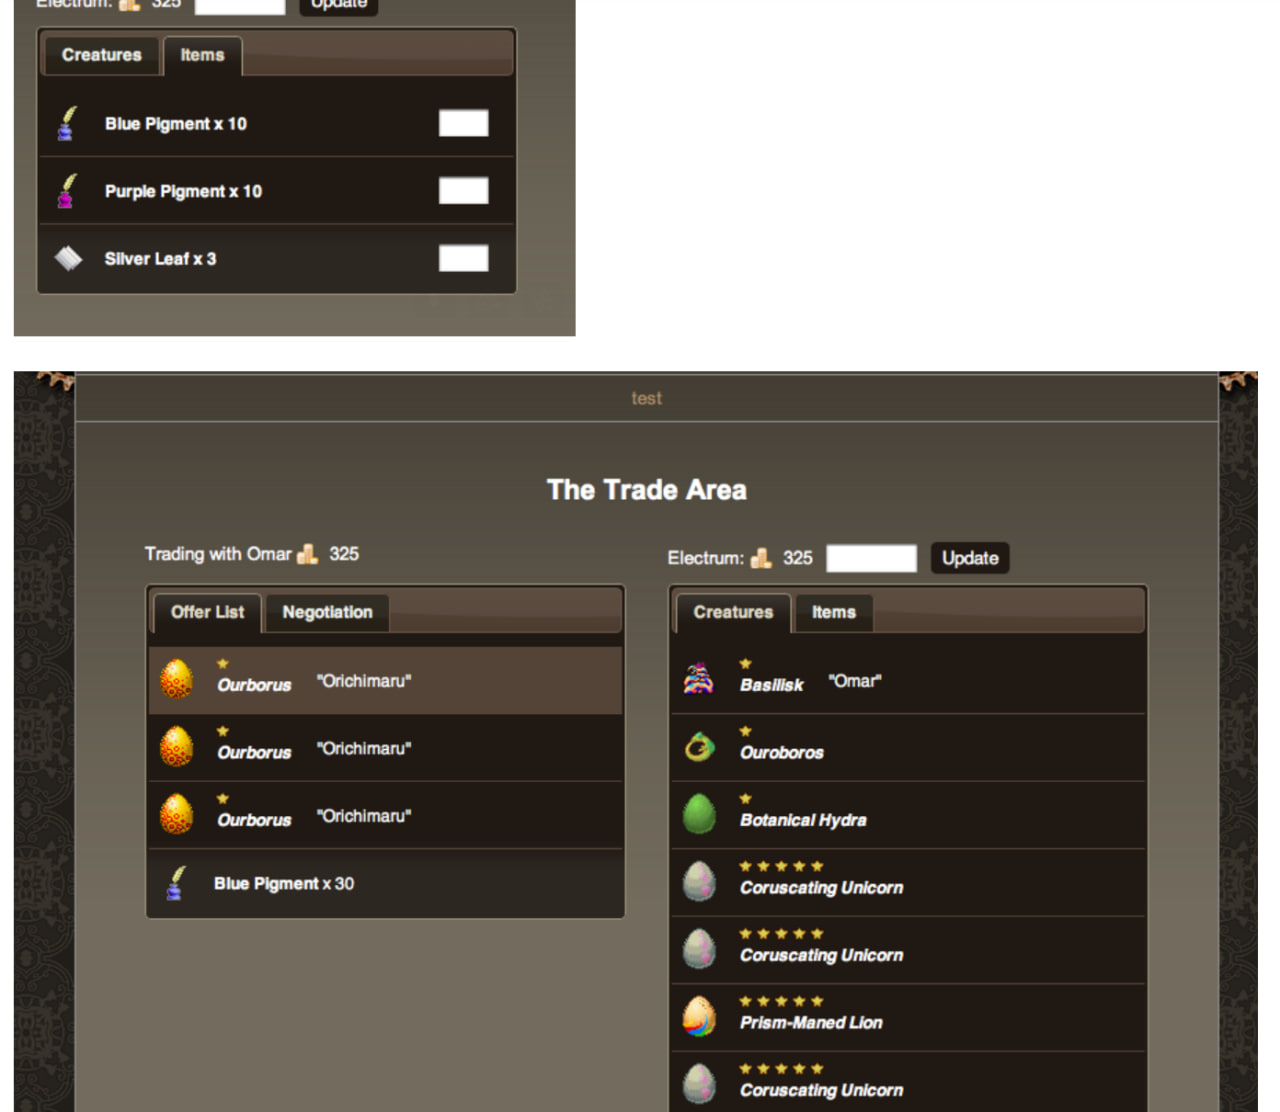 Electrum: 325 Update
Creatures Items
Blue Pigment x 10
Purple Pigment x 10
Silver Leaf x 3
test
The Trade Area
Trading with Omar 325
Offer List Negotiation
Ourborus "Orichimaru"
Ourborus "Orichimaru"
Ourborus "Orichimaru"
Blue Pigment x 30
Electrum: 325 Update
Creatures Items
Basilisk "Omar"
Ouroboros
Botanical Hydra
Coruscating Unicorn
Coruscating Unicorn
Prism-Maned Lion
Coruscating Unicorn